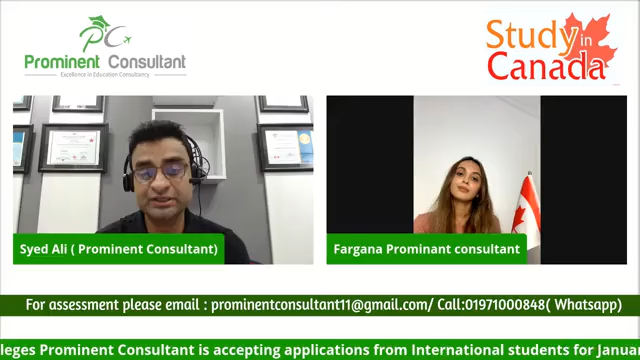 PC
Prominent Consultant
Excellence in Education Consultancy
Study in
Canada
Syed Ali ( Prominent Consultant)
Fargana Prominant consultant
For assessment please email : prominentconsultant11@gmail.com/ Call:01971000848( Whatsapp)
leges Prominent Consultant is accepting applications from International students for Januar